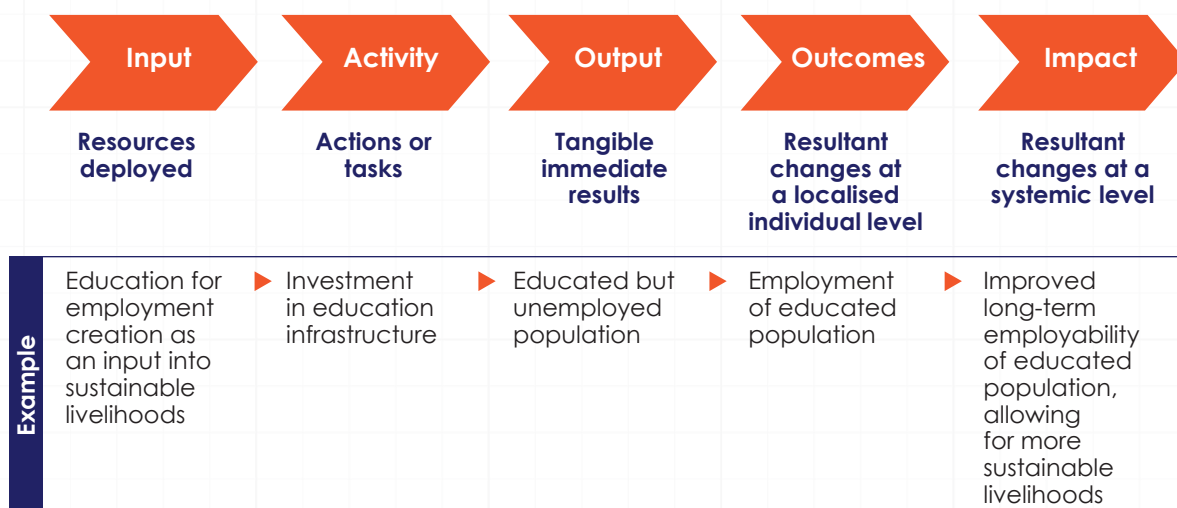 Input
Activity
Output
Outcomes
Impact
Resources
deployed
Actions or
tasks
Tangible
immediate
results
Resultant
changes at
a localised
individual level
Resultant
changes at a
systemic level
Example
Education for
employment
creation as
an input into
sustainable
livelihoods
Investment
in education
infrastructure
Educated but
unemployed
population
Employment
of educated
population
Improved
long-term
employability
of educated
population,
allowing
for more
sustainable
livelihoods